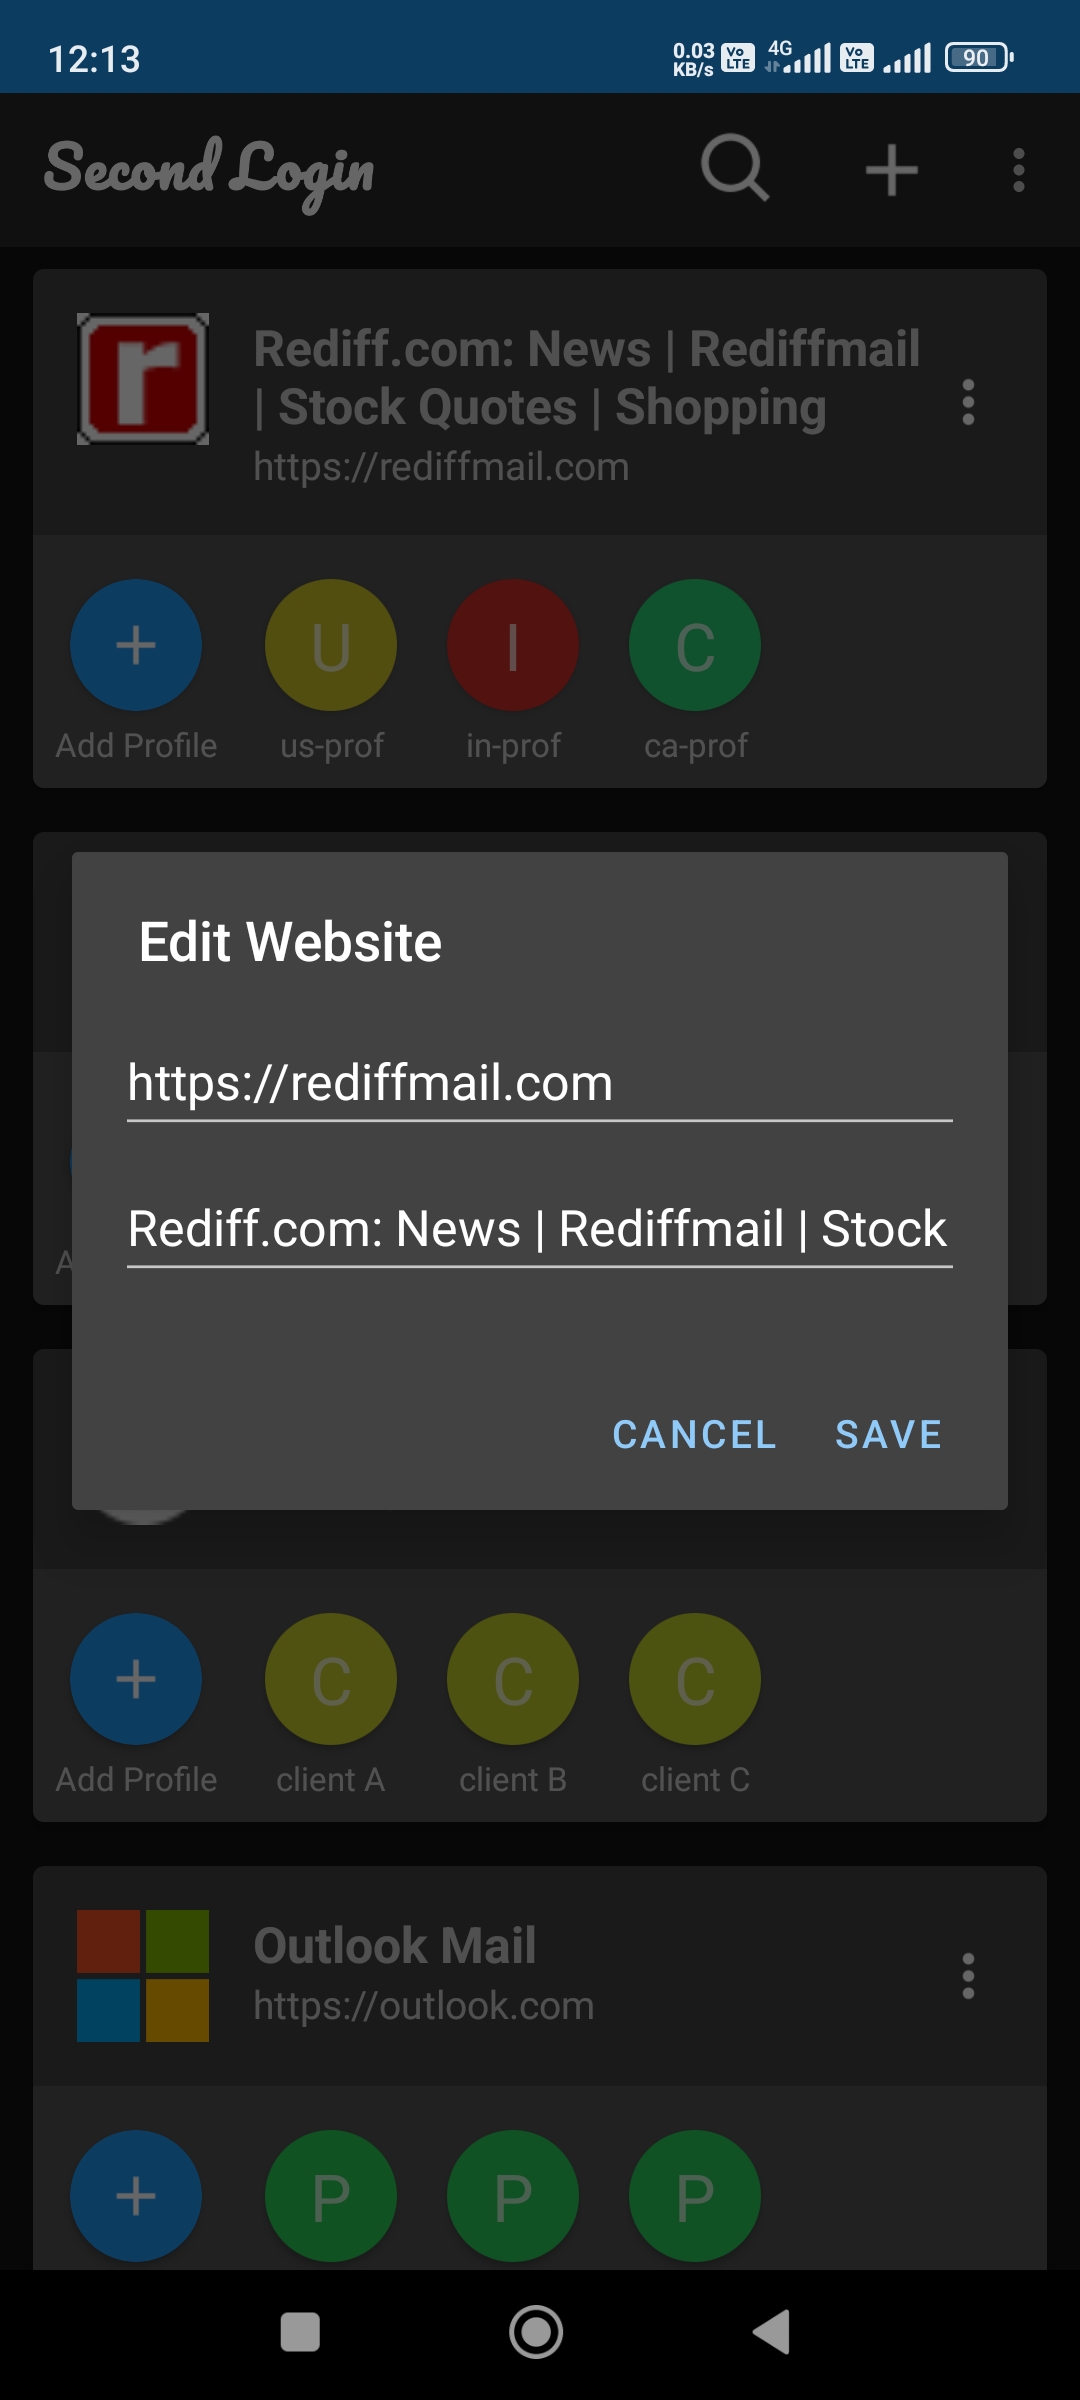 12:13
0.03
KB/s
Vo
LTE
4G
Vo
LTE
90
Second Login
r
Rediff.com: News | Rediffmail
| Stock Quotes | Shopping
https://rediffmail.com
U
I
C
Add Profile
us-prof
in-prof
ca-prof
Edit Website
https://rediffmail.com
Rediff.com: News | Rediffmail | Stock
CANCEL
SAVE
C
C
C
Add Profile
client A
client B
client C
Outlook Mail
https://outlook.com
P
P
P